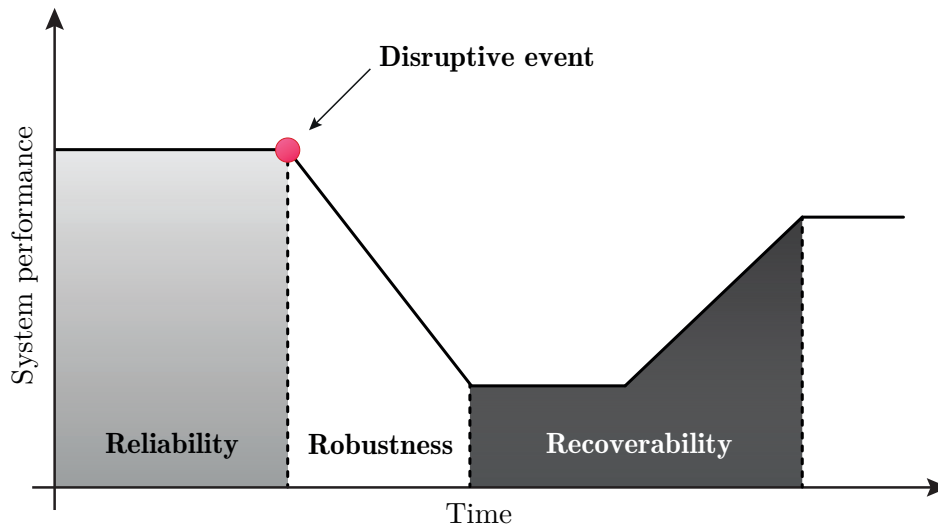 Disruptive event
System performance
Reliability
Robustness
Recoverability
Time